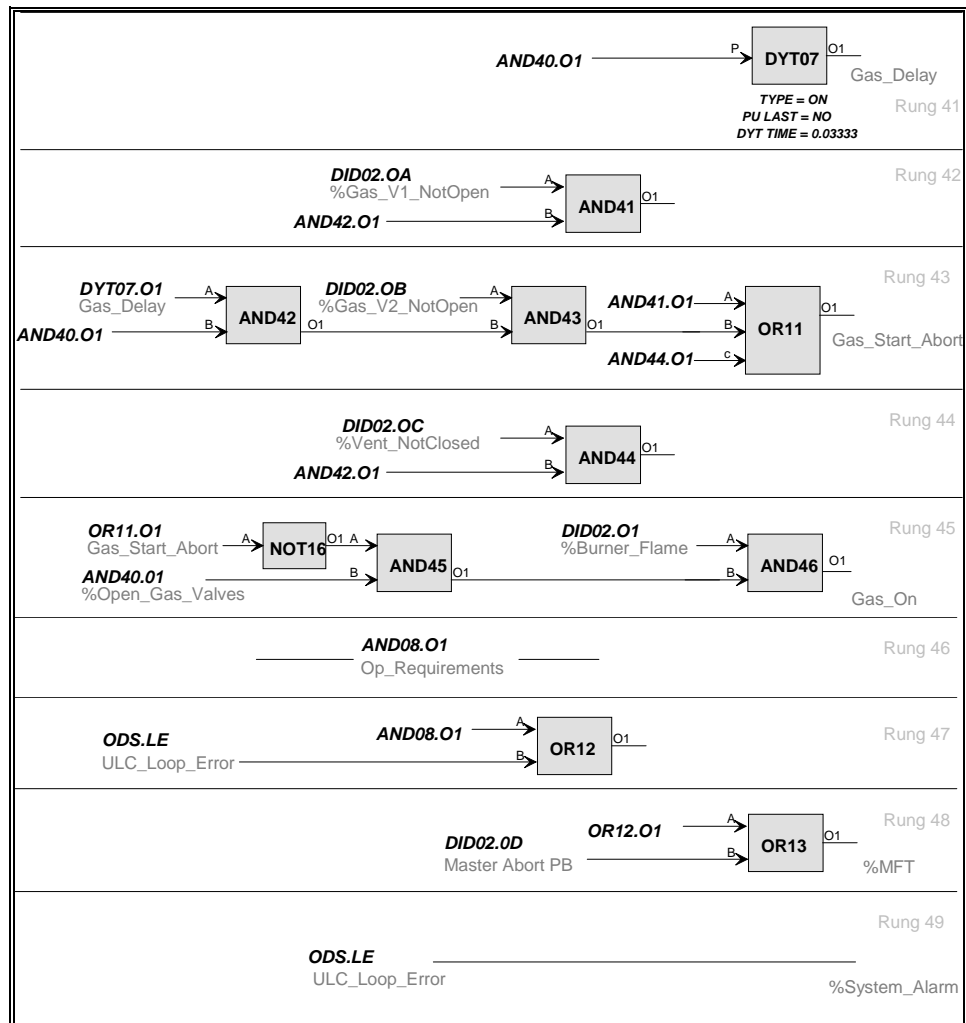 AND40.O1
P
DYT07
O1
Gas_Delay
TYPE = ON
PU LAST = NO
DYT TIME = 0.03333
Rung 41
DID02.OA
%Gas_V1_NotOpen
A
AND42.O1
B
AND41
O1
Rung 42
DYT07.O1
Gas_Delay
A
AND40.O1
B
AND42
O1
DID02.OB
%Gas_V2_NotOpen
A
B
AND43
O1
AND41.O1
A
B
AND44.O1
c
OR11
O1
Gas_Start_Abort
Rung 43
DID02.OC
%Vent_NotClosed
A
AND42.O1
B
AND44
O1
Rung 44
OR11.O1
Gas_Start_Abort
A
NOT16
O1
A
AND40.01
%Open_Gas_Valves
B
AND45
O1
DID02.O1
%Burner_Flame
A
B
AND46
O1
Gas_On
Rung 45
AND08.O1
Op_Requirements
Rung 46
ODS.LE
ULC_Loop_Error
AND08.O1
A
B
OR12
O1
Rung 47
DID02.0D
Master Abort PB
OR12.O1
A
B
OR13
O1
%MFT
Rung 48
ODS.LE
ULC_Loop_Error
%System_Alarm
Rung 49